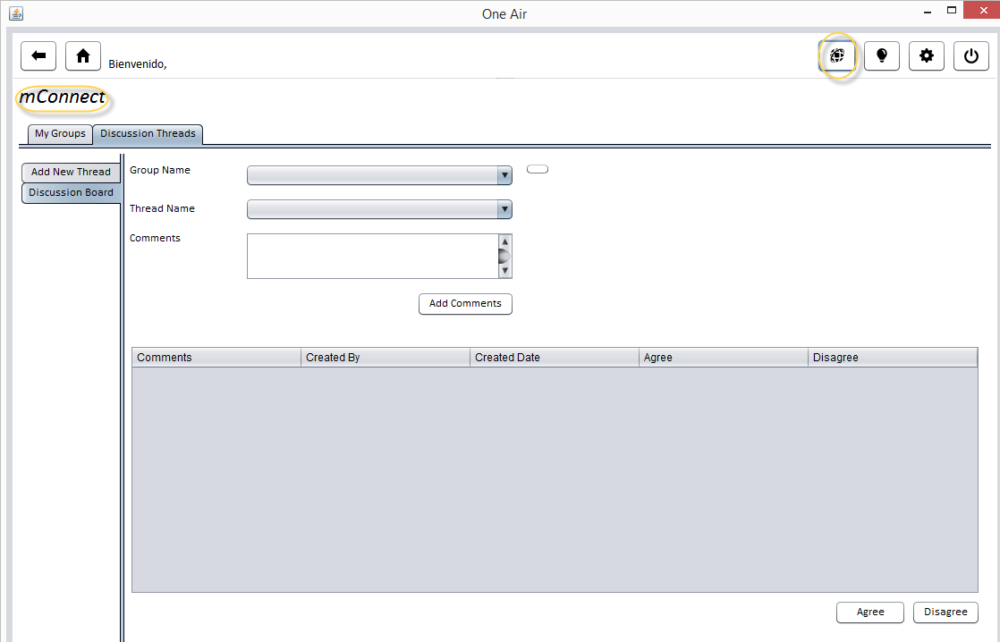 One Air
Bienvenido,
mConnect
My Groups Discussion Threads
Add New Thread
Discussion Board
Group Name
Thread Name
Comments
Add Comments
Comments Created By Created Date Agree Disagree
Agree Disagree